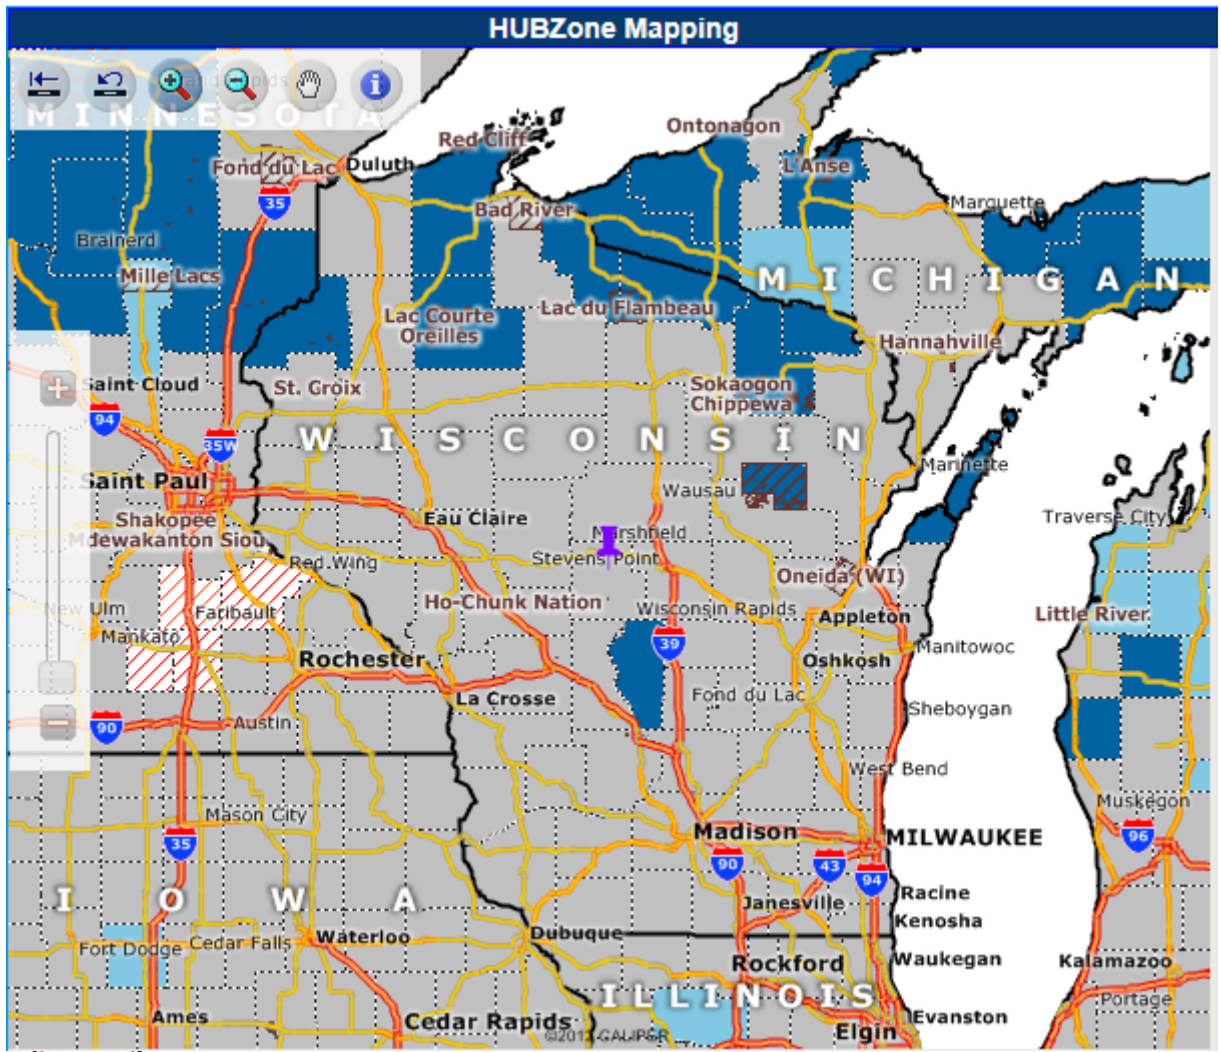 HUBZone Mapping
MINNESOTA
Red Cliff
Ontonagon
Fond du Lac
Duluth
L'Anse
35
Bad River
Marquette
Brainerd
Mille Lacs
MICHIGAN
Lac Courte
Oreilles
Lac du Flambeau
Hannahville
Saint Cloud
St. Croix
Sokaogon
Chippewa
94
35W
WISCONSIN
Saint Paul
Wausau
Marinette
Shakopee
Mdewakanton Siou
Eau Claire
Marshfield
Traverse City
Red Wing
Stevens Point
Oneida (WI)
New Ulm
Faribault
Ho-Chunk Nation
Wisconsin Rapids
Appleton
Little River
Mankato
Rochester
39
Oshkosh
Manitowoc
La Crosse
Fond du Lac
Sheboygan
90
Austin
West Bend
Mason City
Muskegon
35
Madison
MILWAUKEE
96
90
43
94
IOWA
Janesville
Racine
Kenosha
Fort Dodge
Cedar Falls
Waterloo
Dubuque
Rockford
Waukegan
Kalamazoo
ILLINOIS
Portage
Ames
Cedar Rapids
©2012 CALIPER
Elgin
Evanston